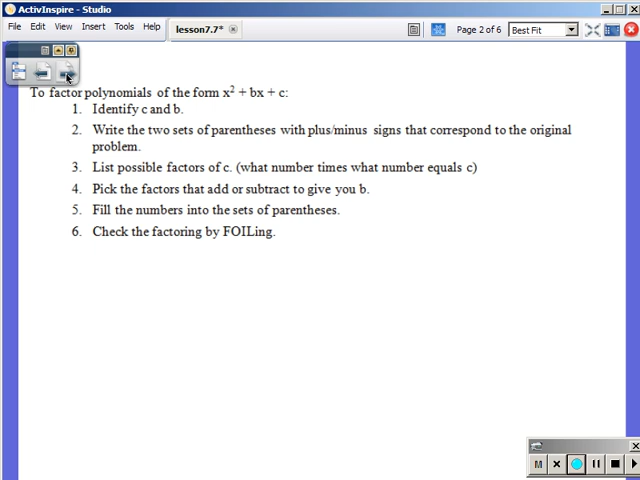 ActivInspire - Studio
File Edit View Insert Tools Help lesson7.7* Page 2 of 6 Best Fit
To factor polynomials of the form x² + bx + c:
1. Identify c and b.
2. Write the two sets of parentheses with plus/minus signs that correspond to the original
problem.
3. List possible factors of c. (what number times what number equals c)
4. Pick the factors that add or subtract to give you b.
5. Fill the numbers into the sets of parentheses.
6. Check the factoring by FOILing.
M